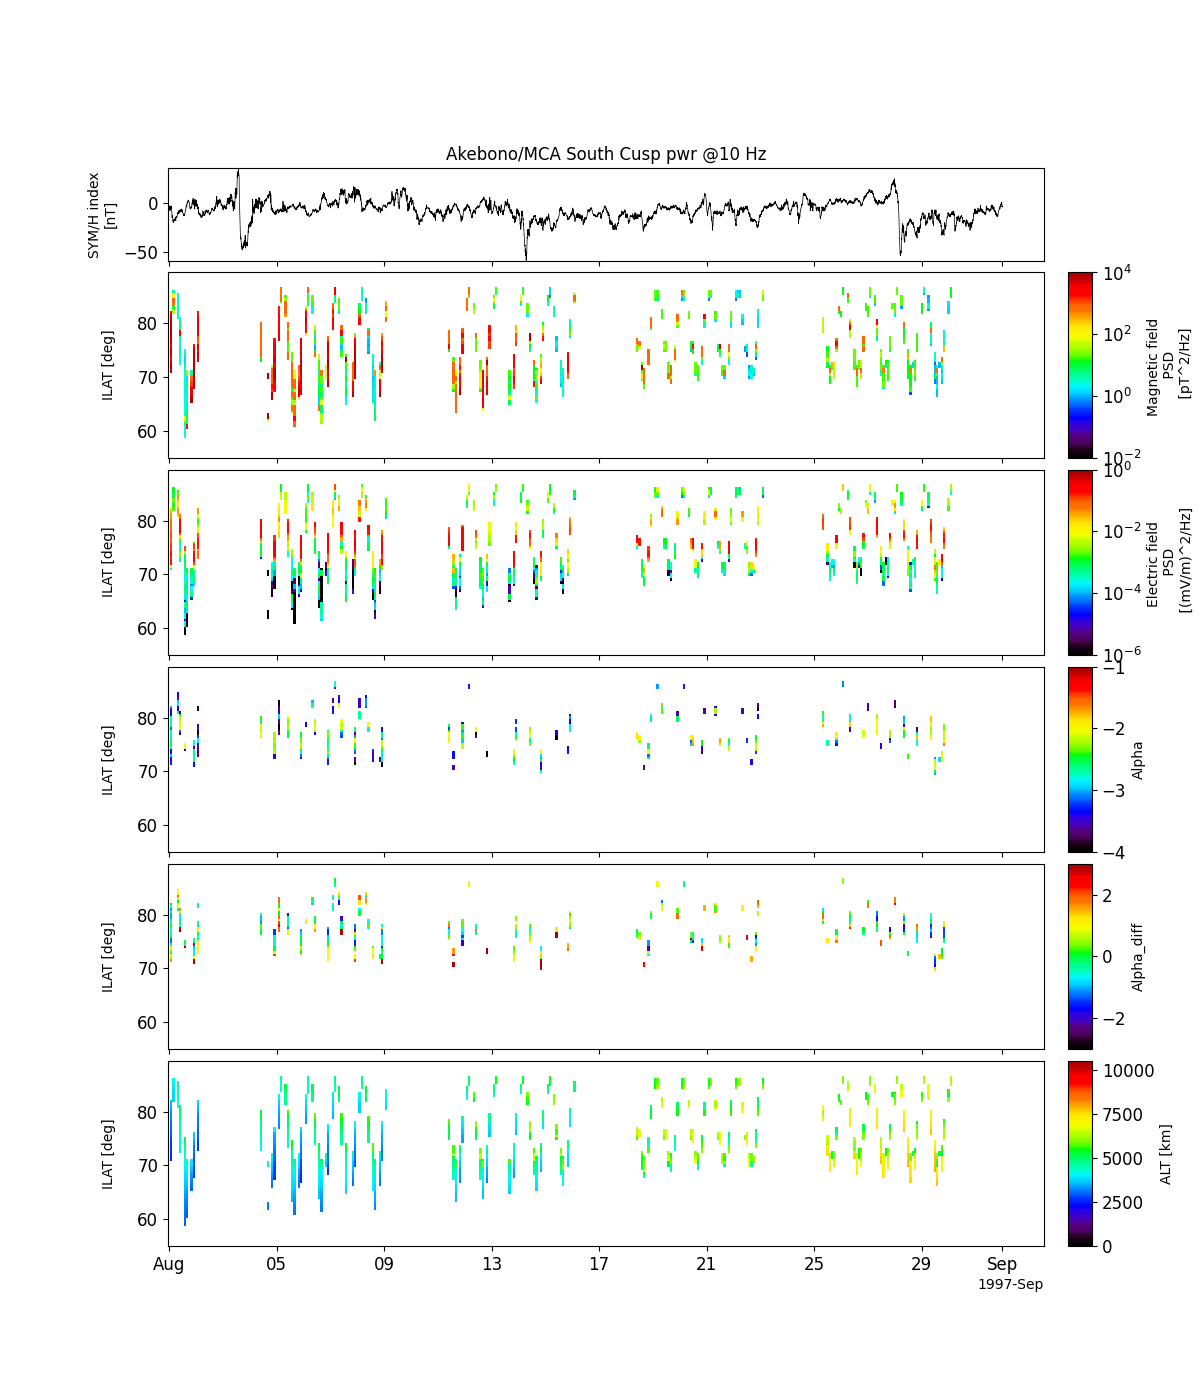 Akebono/MCA South Cusp pwr @10 Hz
SYM/H index
[nT]
0
−50
ILAT [deg]
80
70
60
10^4
10^2
10^0
10^−2
Magnetic field
PSD
[pT^2/Hz]
ILAT [deg]
80
70
60
10^0
10^−2
10^−4
10^−6
Electric field
PSD
[(mV/m)^2/Hz]
ILAT [deg]
80
70
60
−1
−2
−3
−4
Alpha
ILAT [deg]
80
70
60
2
0
−2
Alpha_diff
ILAT [deg]
80
70
60
10000
7500
5000
2500
0
ALT [km]
Aug 05 09 13 17 21 25 29 Sep
1997-Sep